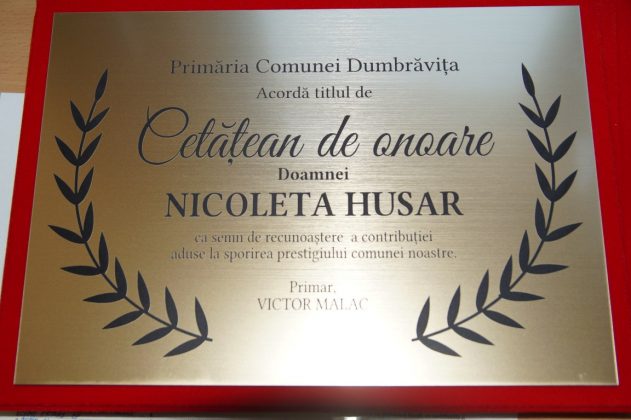 Primăria Comunei Dumbrăvița
Acordă titlul de
Cetățean de onoare
Doamnei
NICOLETA HUSAR
ca semn de recunoaștere a contribuției
aduse la sporirea prestigiului comunei noastre.
Primar,
VICTOR MALAC